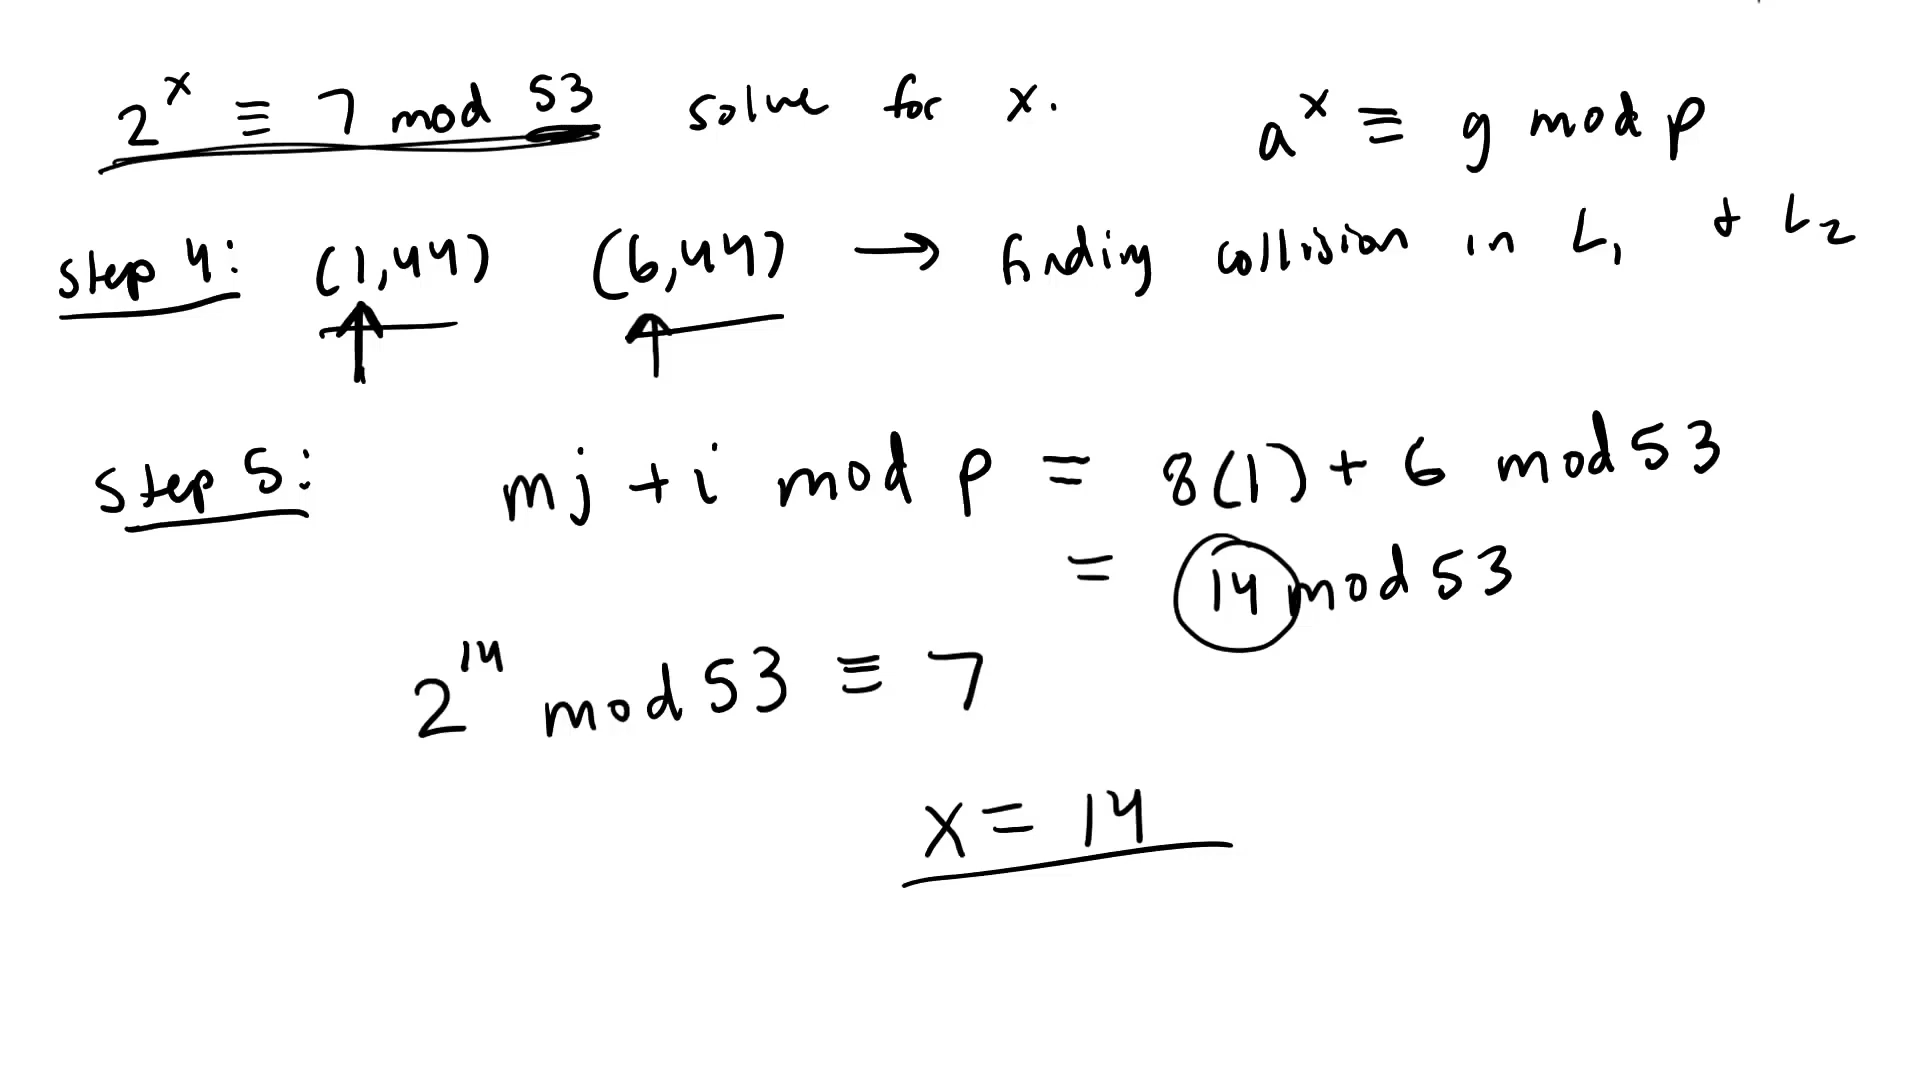 2^x ≡ 7 mod 53 solve for x. a^x ≡ g mod p
Step 4: (1,44) (6,44) → finding collision in L₁ + L₂
Step 5: mj + i mod p = 8(1) + 6 mod 53
= 14 mod 53
2^14 mod 53 ≡ 7
x = 14